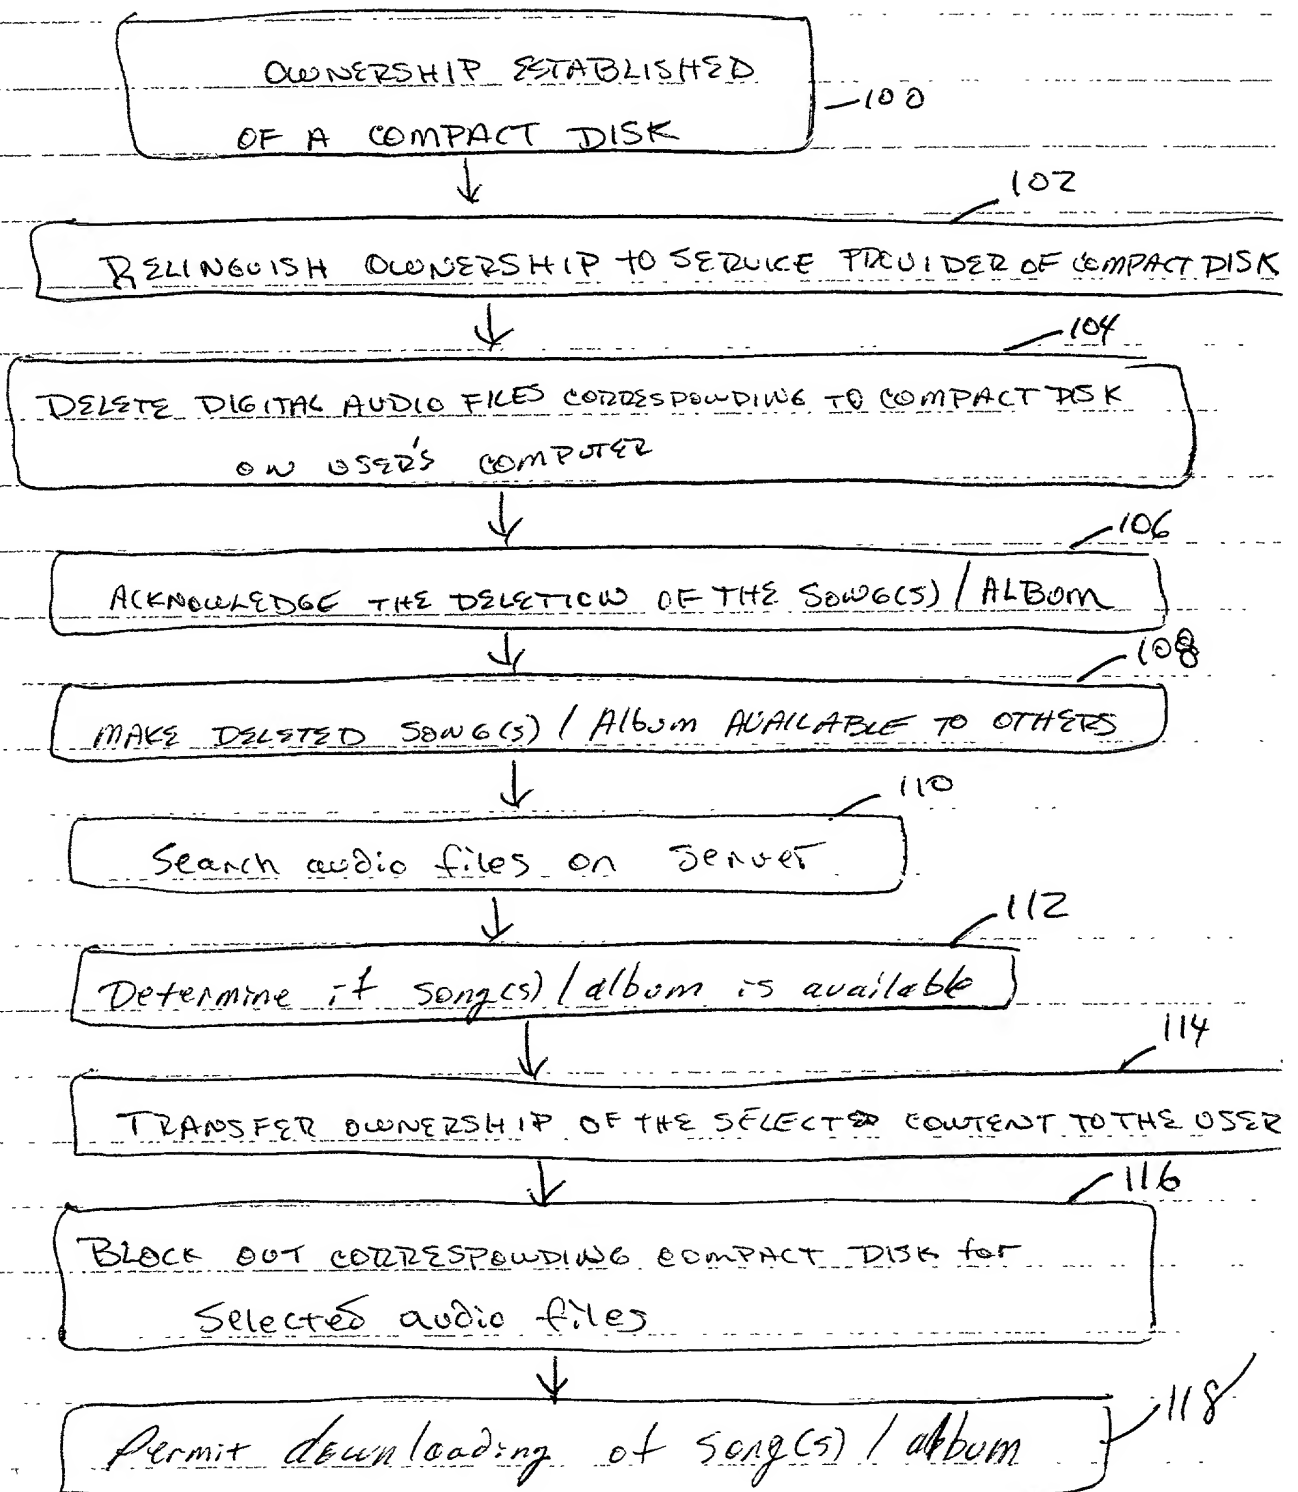 OWNERSHIP ESTABLISHED
OF A COMPACT DISK
100
102
RELINGUISH OWNERSHIP TO SERVICE PROVIDER OF COMPACT DISK
104
DELETE DIGITAL AUDIO FILES CORRESPONDING TO COMPACT DISK
ON USER'S COMPUTER
106
ACKNOWLEDGE THE DELETION OF THE SONG(S) / ALBUM
108
MAKE DELETED SONG(S) / Album AVAILABLE TO OTHERS
110
Search audio files on Server
112
Determine if song(s) / album is available
114
TRANSFER OWNERSHIP OF THE SELECTED CONTENT TO THE USER
116
BLOCK OUT CORRESPONDING COMPACT DISK for
Selected audio files
118
Permit downloading of song(s) / album